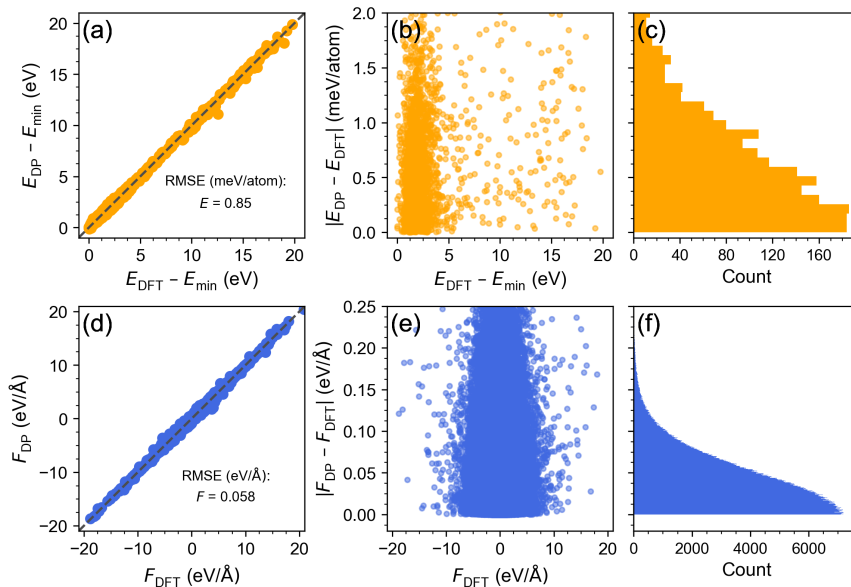 (a)
20
15
10
5
0
E_DP − E_min (eV)
RMSE (meV/atom):
E = 0.85
0 5 10 15 20
E_DFT − E_min (eV)
(b)
2.0
1.5
1.0
0.5
0.0
|E_DP − E_DFT| (meV/atom)
0 5 10 15 20
E_DFT − E_min (eV)
(c)
0 40 80 120 160
Count
(d)
20
10
0
−10
−20
F_DP (eV/Å)
RMSE (eV/Å):
F = 0.058
−20 −10 0 10 20
F_DFT (eV/Å)
(e)
0.25
0.20
0.15
0.10
0.05
0.00
|F_DP − F_DFT| (eV/Å)
−20 −10 0 10 20
F_DFT (eV/Å)
(f)
0 2000 4000 6000
Count